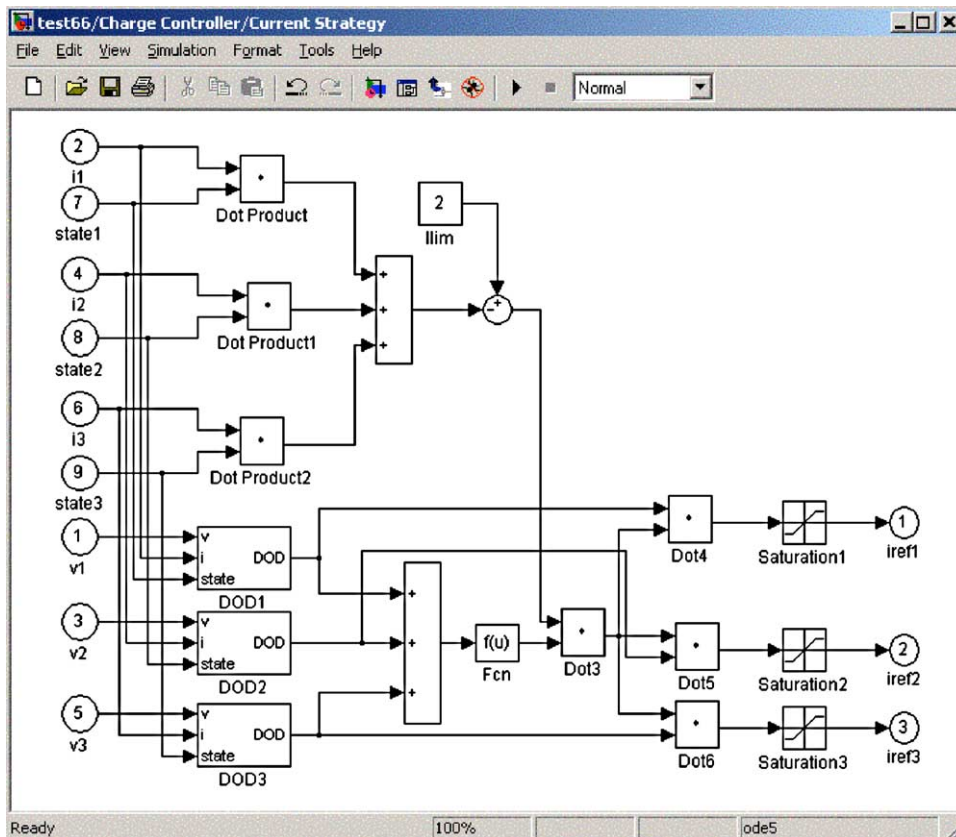 test66/Charge Controller/Current Strategy
File Edit View Simulation Format Tools Help
Normal
2
i1
7
state1
4
i2
8
state2
6
i3
9
state3
1
v1
3
v2
5
v3
Dot Product
Dot Product1
Dot Product2
2
Ilim
+
+
+
- +
v
i DOD
state
DOD1
v
i DOD
state
DOD2
v
i DOD
state
DOD3
+
+
+
f(u)
Fcn
Dot3
Dot4
Dot5
Dot6
Saturation1
Saturation2
Saturation3
1
iref1
2
iref2
3
iref3
Ready 100% ode5